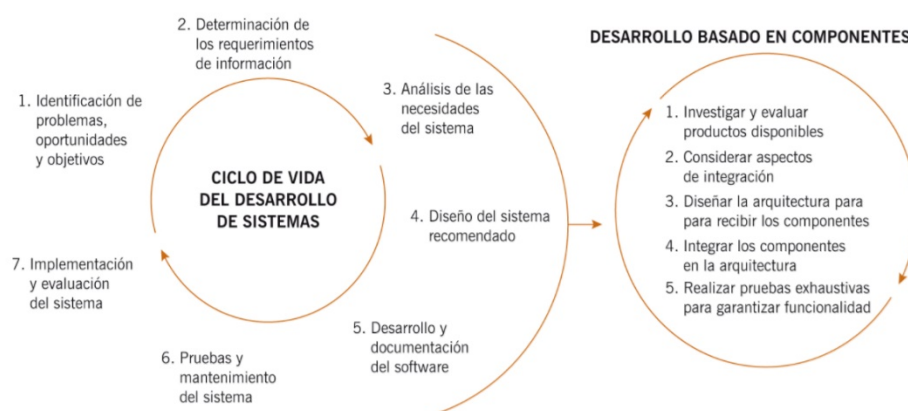 CICLO DE VIDA
DEL DESARROLLO
DE SISTEMAS
1. Identificación de
problemas,
oportunidades
y objetivos
2. Determinación de
los requerimientos
de información
3. Análisis de las
necesidades
del sistema
4. Diseño del sistema
recomendado
5. Desarrollo y
documentación
del software
6. Pruebas y
mantenimiento
del sistema
7. Implementación
y evaluación
del sistema
DESARROLLO BASADO EN COMPONENTES
1. Investigar y evaluar
productos disponibles
2. Considerar aspectos
de integración
3. Diseñar la arquitectura para
para recibir los componentes
4. Integrar los componentes
en la arquitectura
5. Realizar pruebas exhaustivas
para garantizar funcionalidad